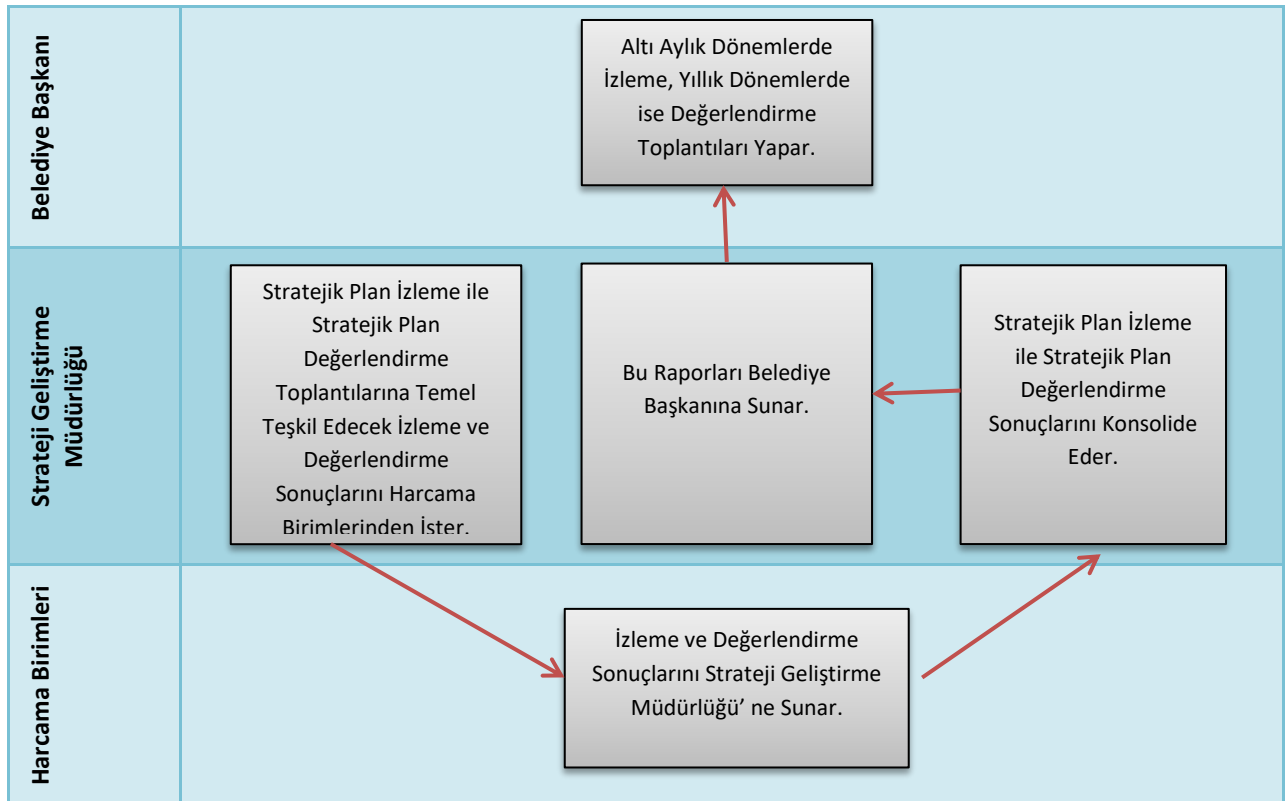 Belediye Başkanı
Altı Aylık Dönemlerde
İzleme, Yıllık Dönemlerde
ise Değerlendirme
Toplantıları Yapar.
Strateji Geliştirme
Müdürlüğü
Stratejik Plan İzleme ile
Stratejik Plan
Değerlendirme
Toplantılarına Temel
Teşkil Edecek İzleme ve
Değerlendirme
Sonuçlarını Harcama
Birimlerinden İster.
Bu Raporları Belediye
Başkanına Sunar.
Stratejik Plan İzleme
ile Stratejik Plan
Değerlendirme
Sonuçlarını Konsolide
Eder.
Harcama Birimleri
İzleme ve Değerlendirme
Sonuçlarını Strateji Geliştirme
Müdürlüğü’ ne Sunar.